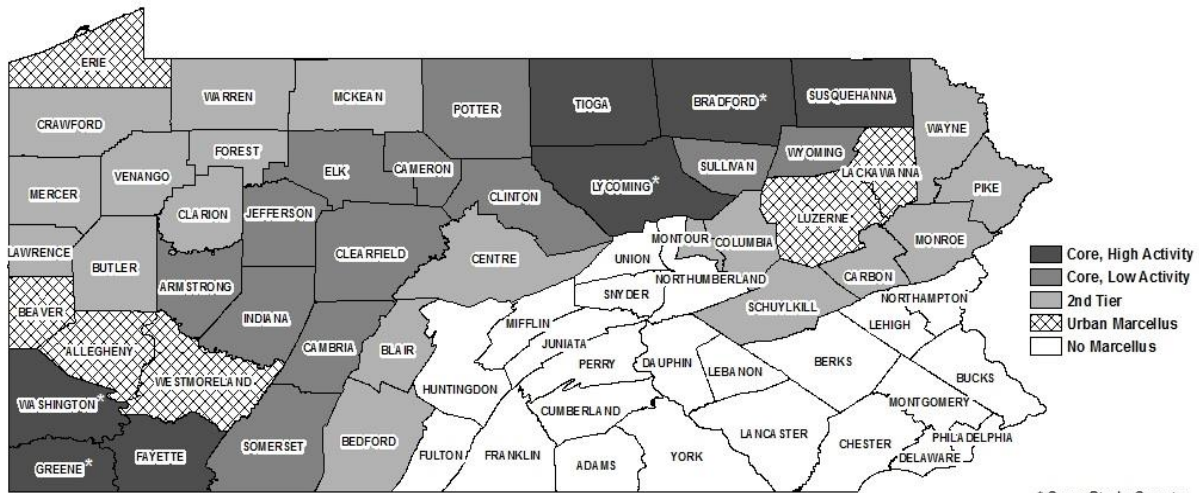 ERIE
WARREN
MCKEAN
POTTER
TIOGA
BRADFORD*
SUSQUEHANNA
CRAWFORD
WAYNE
FOREST
ELK
CAMERON
SULLIVAN
WYOMING
LACKAWANNA
VENANGO
MERCER
LYCOMING*
PIKE
CLARION
JEFFERSON
CLINTON
LUZERNE
LAWRENCE
BUTLER
CLEARFIELD
CENTRE
UNION
MONTOUR
COLUMBIA
MONROE
ARMSTRONG
CARBON
NORTHUMBERLAND
SNYDER
SCHUYLKILL
NORTHAMPTON
BEAVER
INDIANA
MIFFLIN
LEHIGH
ALLEGHENY
CAMBRIA
BLAIR
JUNIATA
PERRY
DAUPHIN
LEBANON
BERKS
BUCKS
WESTMORELAND
HUNTINGDON
WASHINGTON*
CUMBERLAND
MONTGOMERY
LANCASTER
PHILADELPHIA
FAYETTE
SOMERSET
BEDFORD
FULTON
FRANKLIN
ADAMS
YORK
CHESTER
DELAWARE
GREENE*
Core, High Activity
Core, Low Activity
2nd Tier
Urban Marcellus
No Marcellus